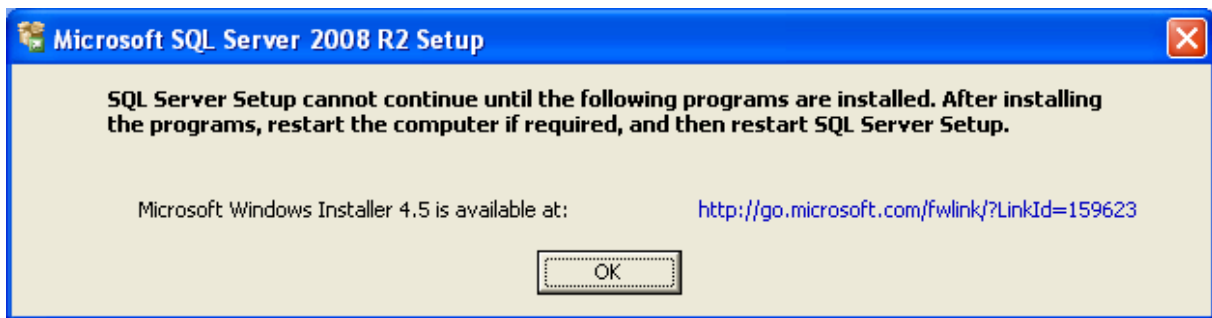 Microsoft SQL Server 2008 R2 Setup
SQL Server Setup cannot continue until the following programs are installed. After installing
the programs, restart the computer if required, and then restart SQL Server Setup.
Microsoft Windows Installer 4.5 is available at: http://go.microsoft.com/fwlink/?LinkId=159623
OK